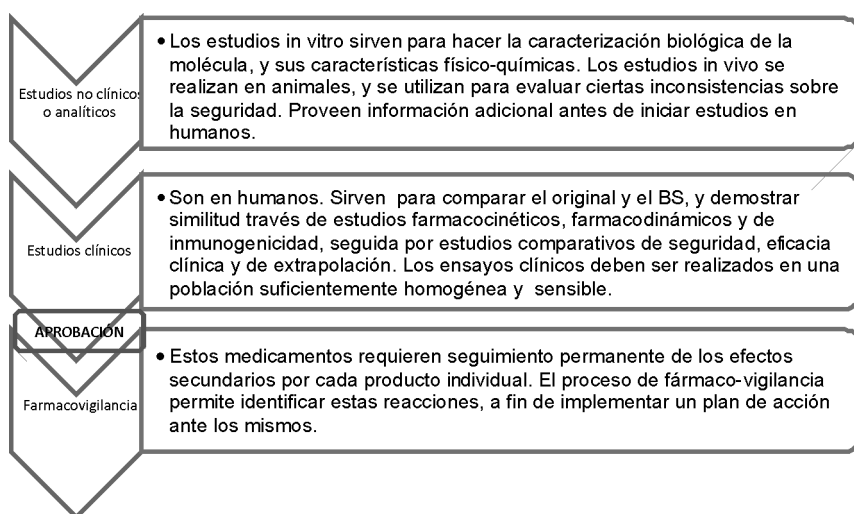 Estudios no clínicos
o analíticos
• Los estudios in vitro sirven para hacer la caracterización biológica de la
molécula, y sus características físico-químicas. Los estudios in vivo se
realizan en animales, y se utilizan para evaluar ciertas inconsistencias sobre
la seguridad. Proveen información adicional antes de iniciar estudios en
humanos.
Estudios clínicos
• Son en humanos. Sirven para comparar el original y el BS, y demostrar
similitud través de estudios farmacocinéticos, farmacodinámicos y de
inmunogenicidad, seguida por estudios comparativos de seguridad, eficacia
clínica y de extrapolación. Los ensayos clínicos deben ser realizados en una
población suficientemente homogénea y sensible.
APROBACIÓN
Farmacovigilancia
• Estos medicamentos requieren seguimiento permanente de los efectos
secundarios por cada producto individual. El proceso de fármaco-vigilancia
permite identificar estas reacciones, a fin de implementar un plan de acción
ante los mismos.